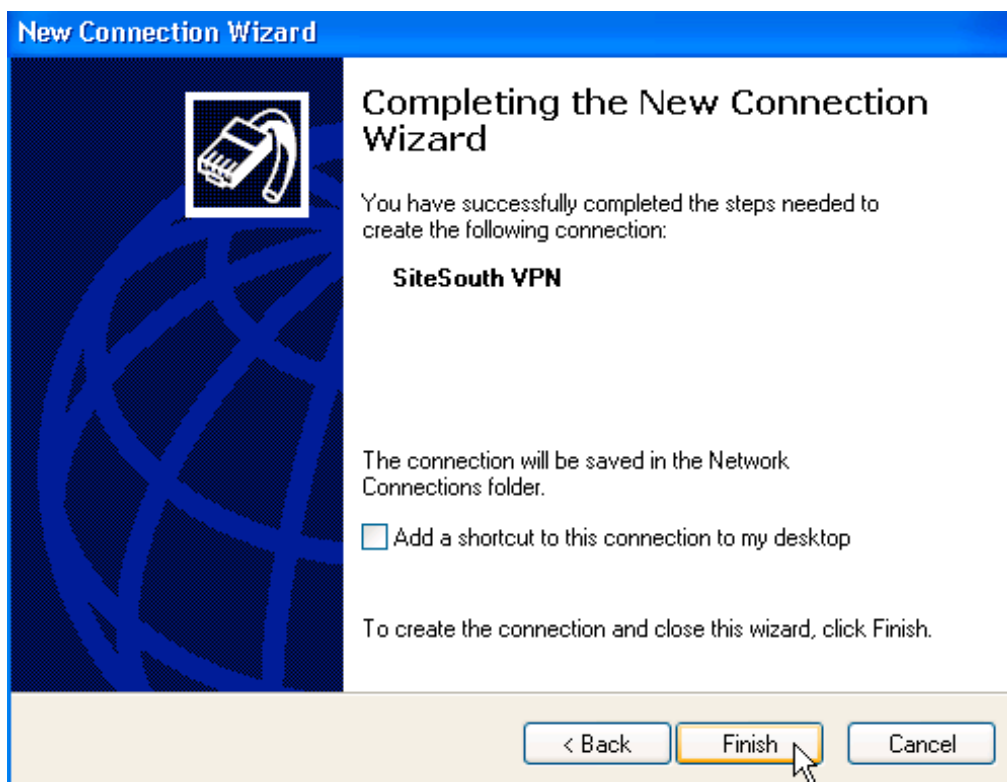 New Connection Wizard
Completing the New Connection
Wizard
You have successfully completed the steps needed to
create the following connection:
SiteSouth VPN
The connection will be saved in the Network
Connections folder.
Add a shortcut to this connection to my desktop
To create the connection and close this wizard, click Finish.
< Back
Finish
Cancel